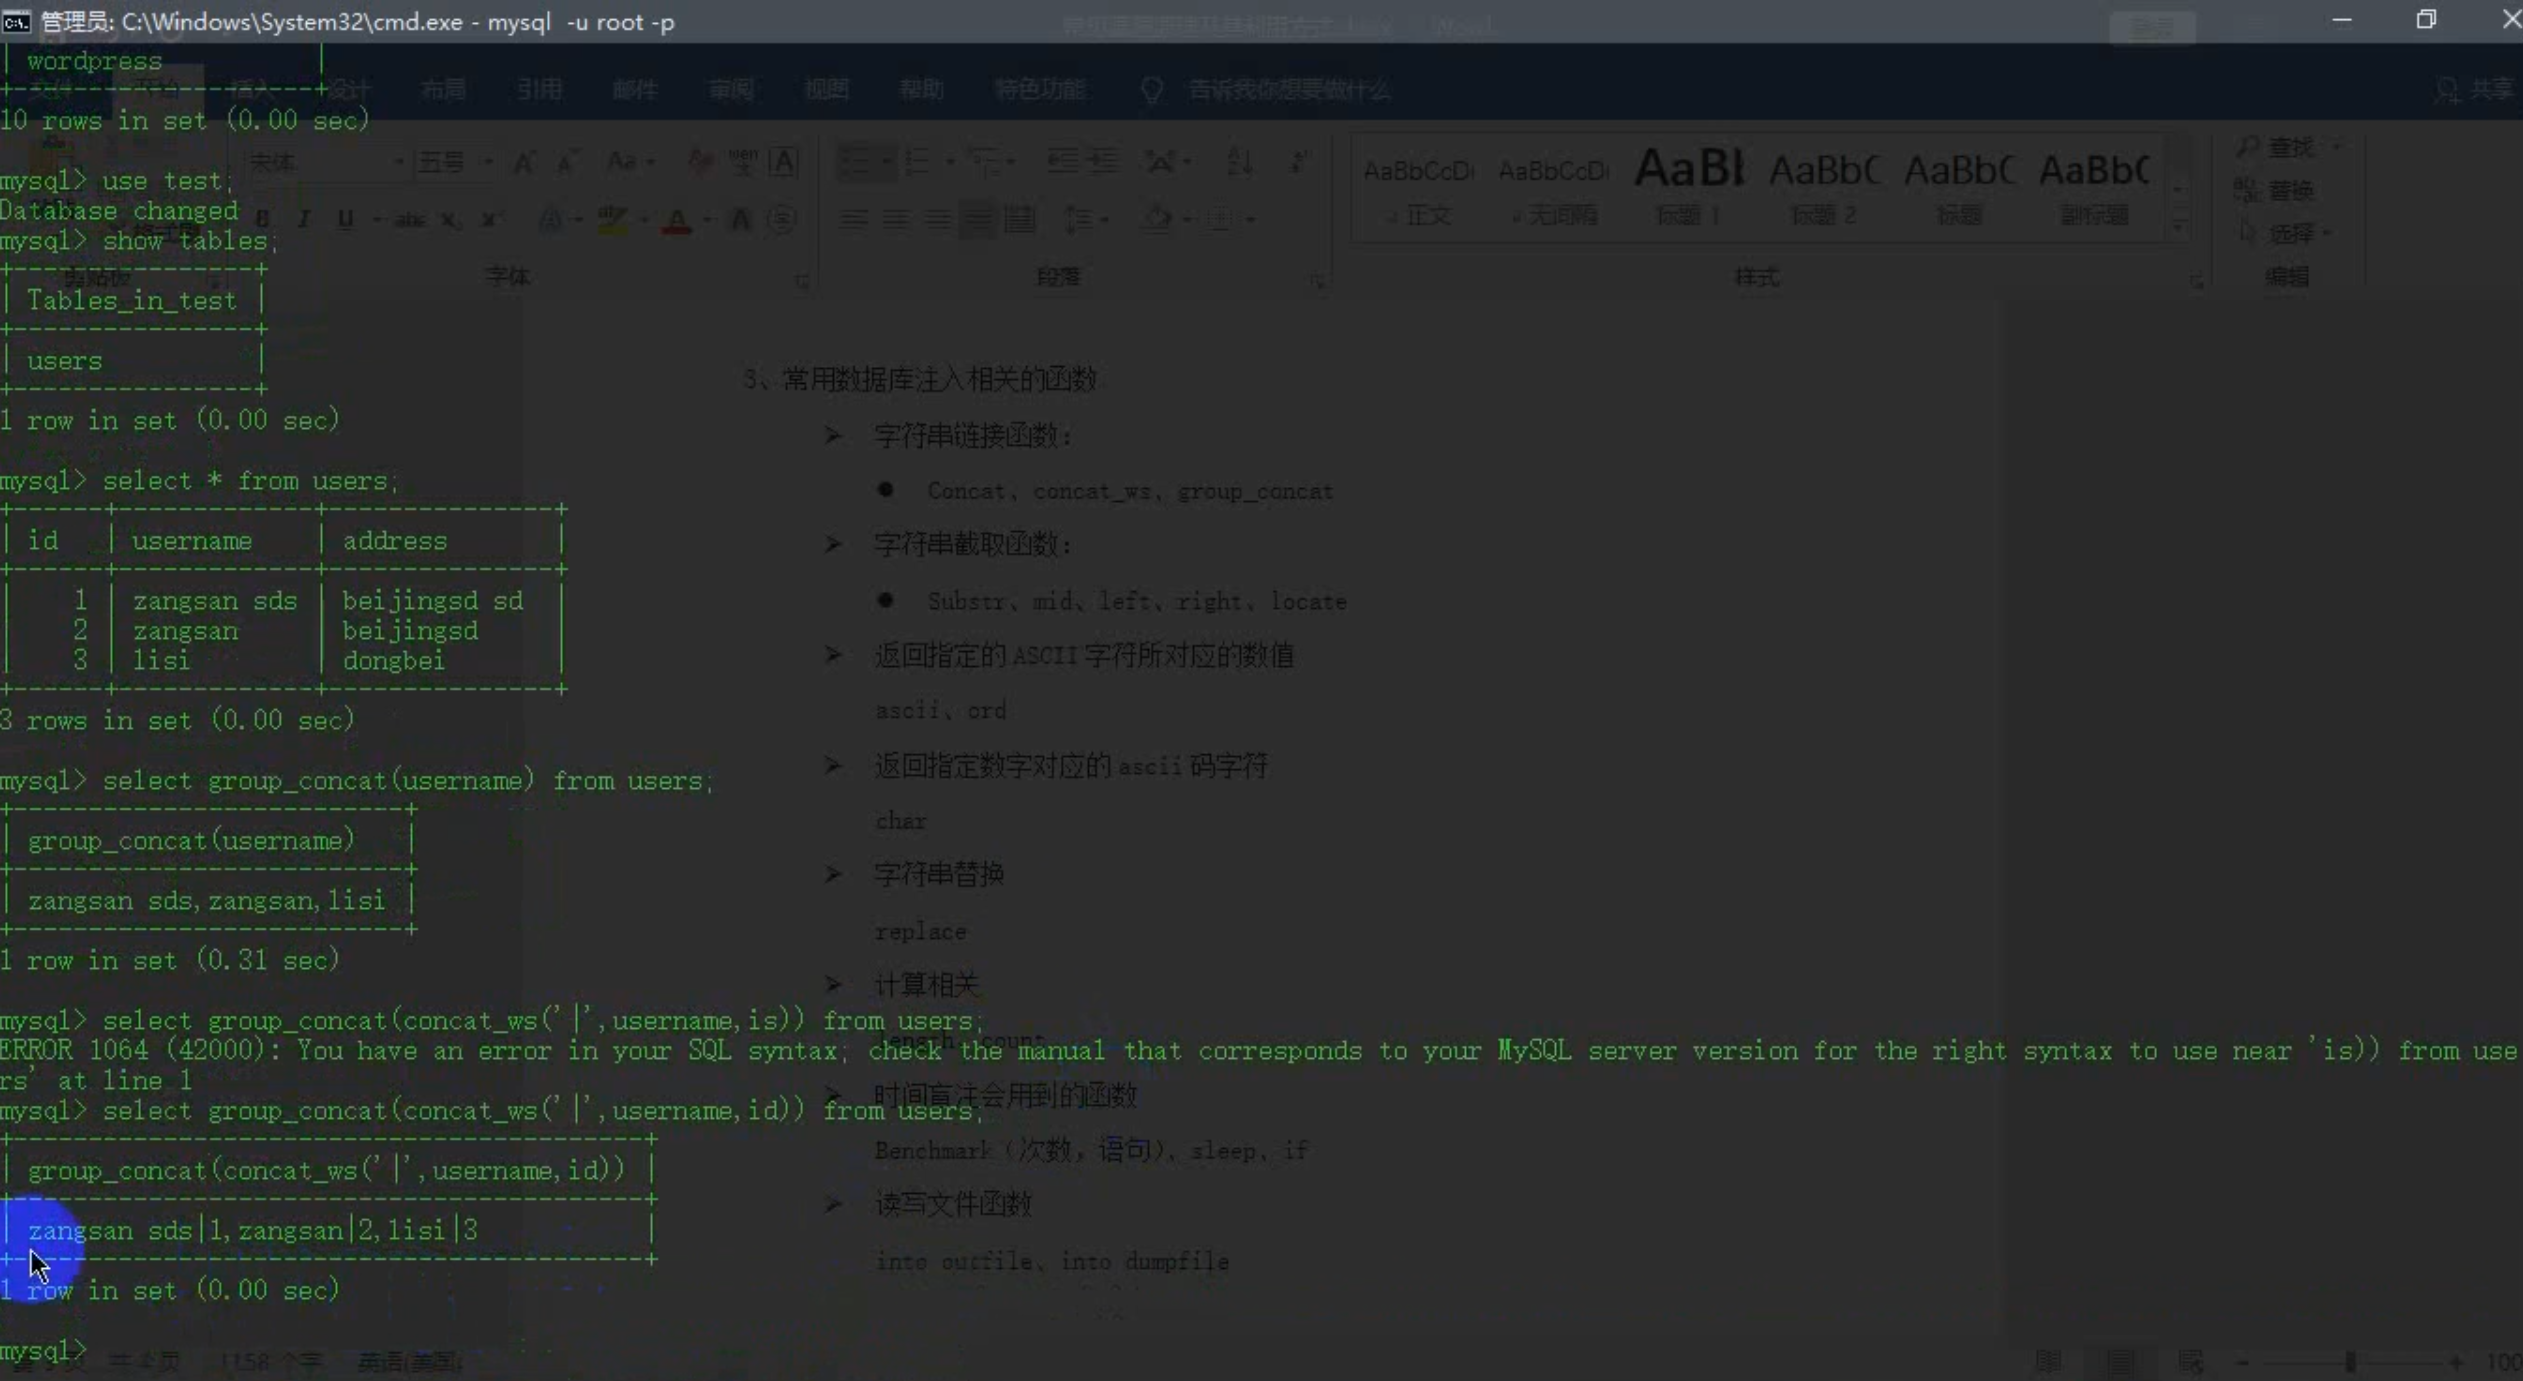 管理员: C:\Windows\System32\cmd.exe - mysql  -u root -p
文件 开始 插入 设计 布局 引用 邮件 审阅 视图 帮助 特色功能 告诉我你想要做什么 共享
宋体 五号
AaBbCcDi AaBbCcDi AaBl AaBbC AaBbC AaBbC
正文 无间隔 标题 1 标题 2 标题 副标题
查找
替换
选择
剪贴板 字体 段落 样式 编辑
| wordpress |
10 rows in set (0.00 sec)
mysql> use test;
Database changed
mysql> show tables;
| Tables_in_test |
| users |
1 row in set (0.00 sec)
mysql> select * from users;
| id | username | address |
| 1 | zangsan sds | beijingsd sd |
| 2 | zangsan | beijingsd |
| 3 | lisi | dongbei |
3 rows in set (0.00 sec)
mysql> select group_concat(username) from users;
| group_concat(username) |
| zangsan sds,zangsan,lisi |
1 row in set (0.31 sec)
mysql> select group_concat(concat_ws('|',username,is)) from users;
ERROR 1064 (42000): You have an error in your SQL syntax; check the manual that corresponds to your MySQL server version for the right syntax to use near 'is)) from use
rs' at line 1
mysql> select group_concat(concat_ws('|',username,id)) from users;
| group_concat(concat_ws('|',username,id)) |
| zangsan sds|1,zangsan|2,lisi|3 |
1 row in set (0.00 sec)
mysql>
3、常用数据库注入相关的函数
➢ 字符串链接函数：
● Concat、concat_ws、group_concat
➢ 字符串截取函数：
● Substr、mid、left、right、locate
➢ 返回指定的 ASCII 字符所对应的数值
ascii、ord
➢ 返回指定数字对应的 ascii 码字符
char
➢ 字符串替换
replace
➢ 计算相关
length、count
➢ 时间盲注会用到的函数
Benchmark（次数，语句）、sleep、if
➢ 读写文件函数
into outfile、into dumpfile
1158 个字 英语(美国)
100